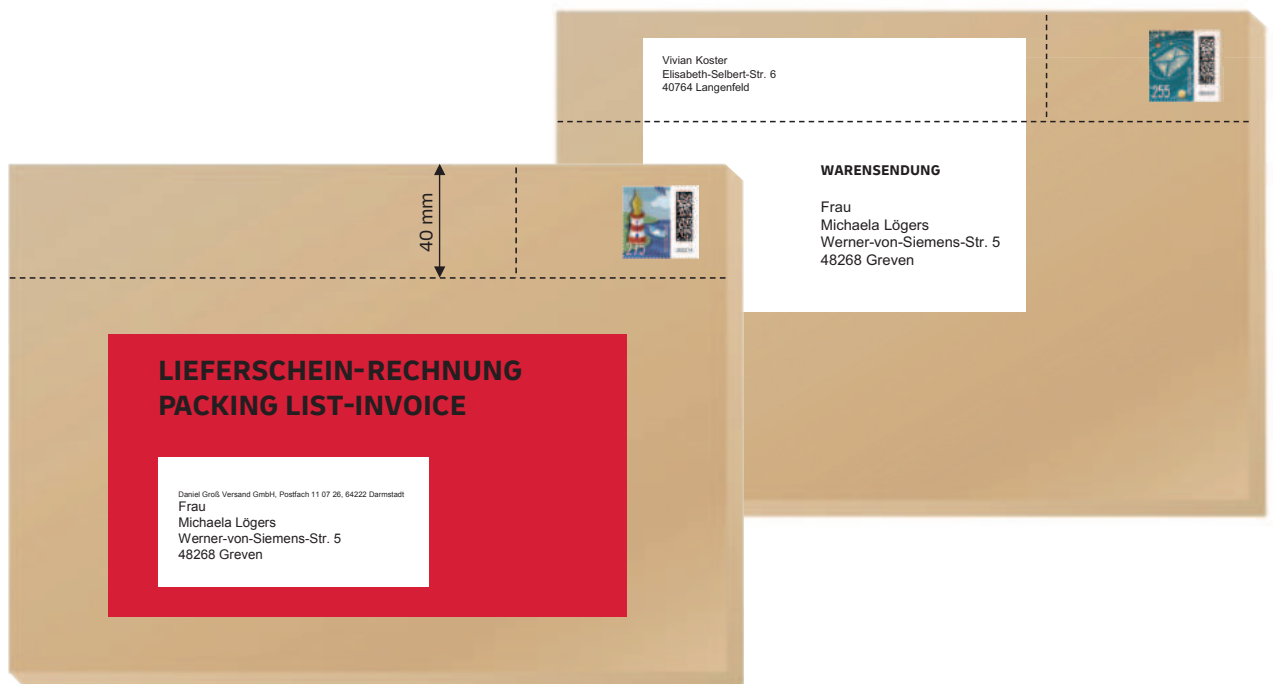 Vivian Koster
Elisabeth-Selbert-Str. 6
40764 Langenfeld
255
WARENSENDUNG
Frau
Michaela Lögers
Werner-von-Siemens-Str. 5
48268 Greven
40 mm
LIEFERSCHEIN-RECHNUNG
PACKING LIST-INVOICE
Daniel Groß Versand GmbH, Postfach 11 07 26, 64222 Darmstadt
Frau
Michaela Lögers
Werner-von-Siemens-Str. 5
48268 Greven